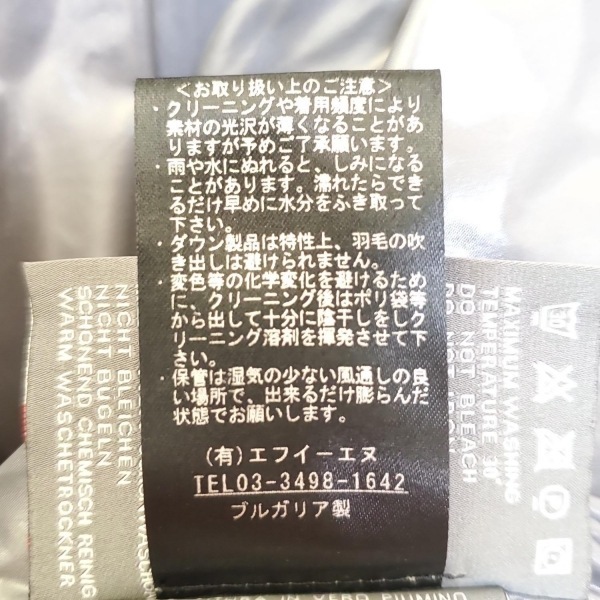 <お取り扱い上のご注意>
・クリーニングや着用頻度により
素材の光沢が薄くなることがあ
りますが予めご了承願います。
・雨や水にぬれると、しみになる
ことがあります。濡れたらでき
るだけ早めに水分をふき取って
下さい。
・ダウン製品は特性上、羽毛の吹
き出しは避けられません。
・変色等の化学変化を避けるため
に、クリーニング後はポリ袋等
から出して十分に陰干しをしク
リーニング溶剤を揮発させて下
さい。
・保管は湿気の少ない風通しの良
い場所で、出来るだけ膨らんだ
状態でお願いします。
(有)エフイーエヌ
TEL03-3498-1642
ブルガリア製
MAXIMUM WASHING
TEMPERATURE 30°
DO NOT BLEACH
NICHT BLEICHEN
NICHT BUGELN
SCHONEND CHEMISCH REINIG
WARM WASCHETROCKNER
IN VERO PIUMINO